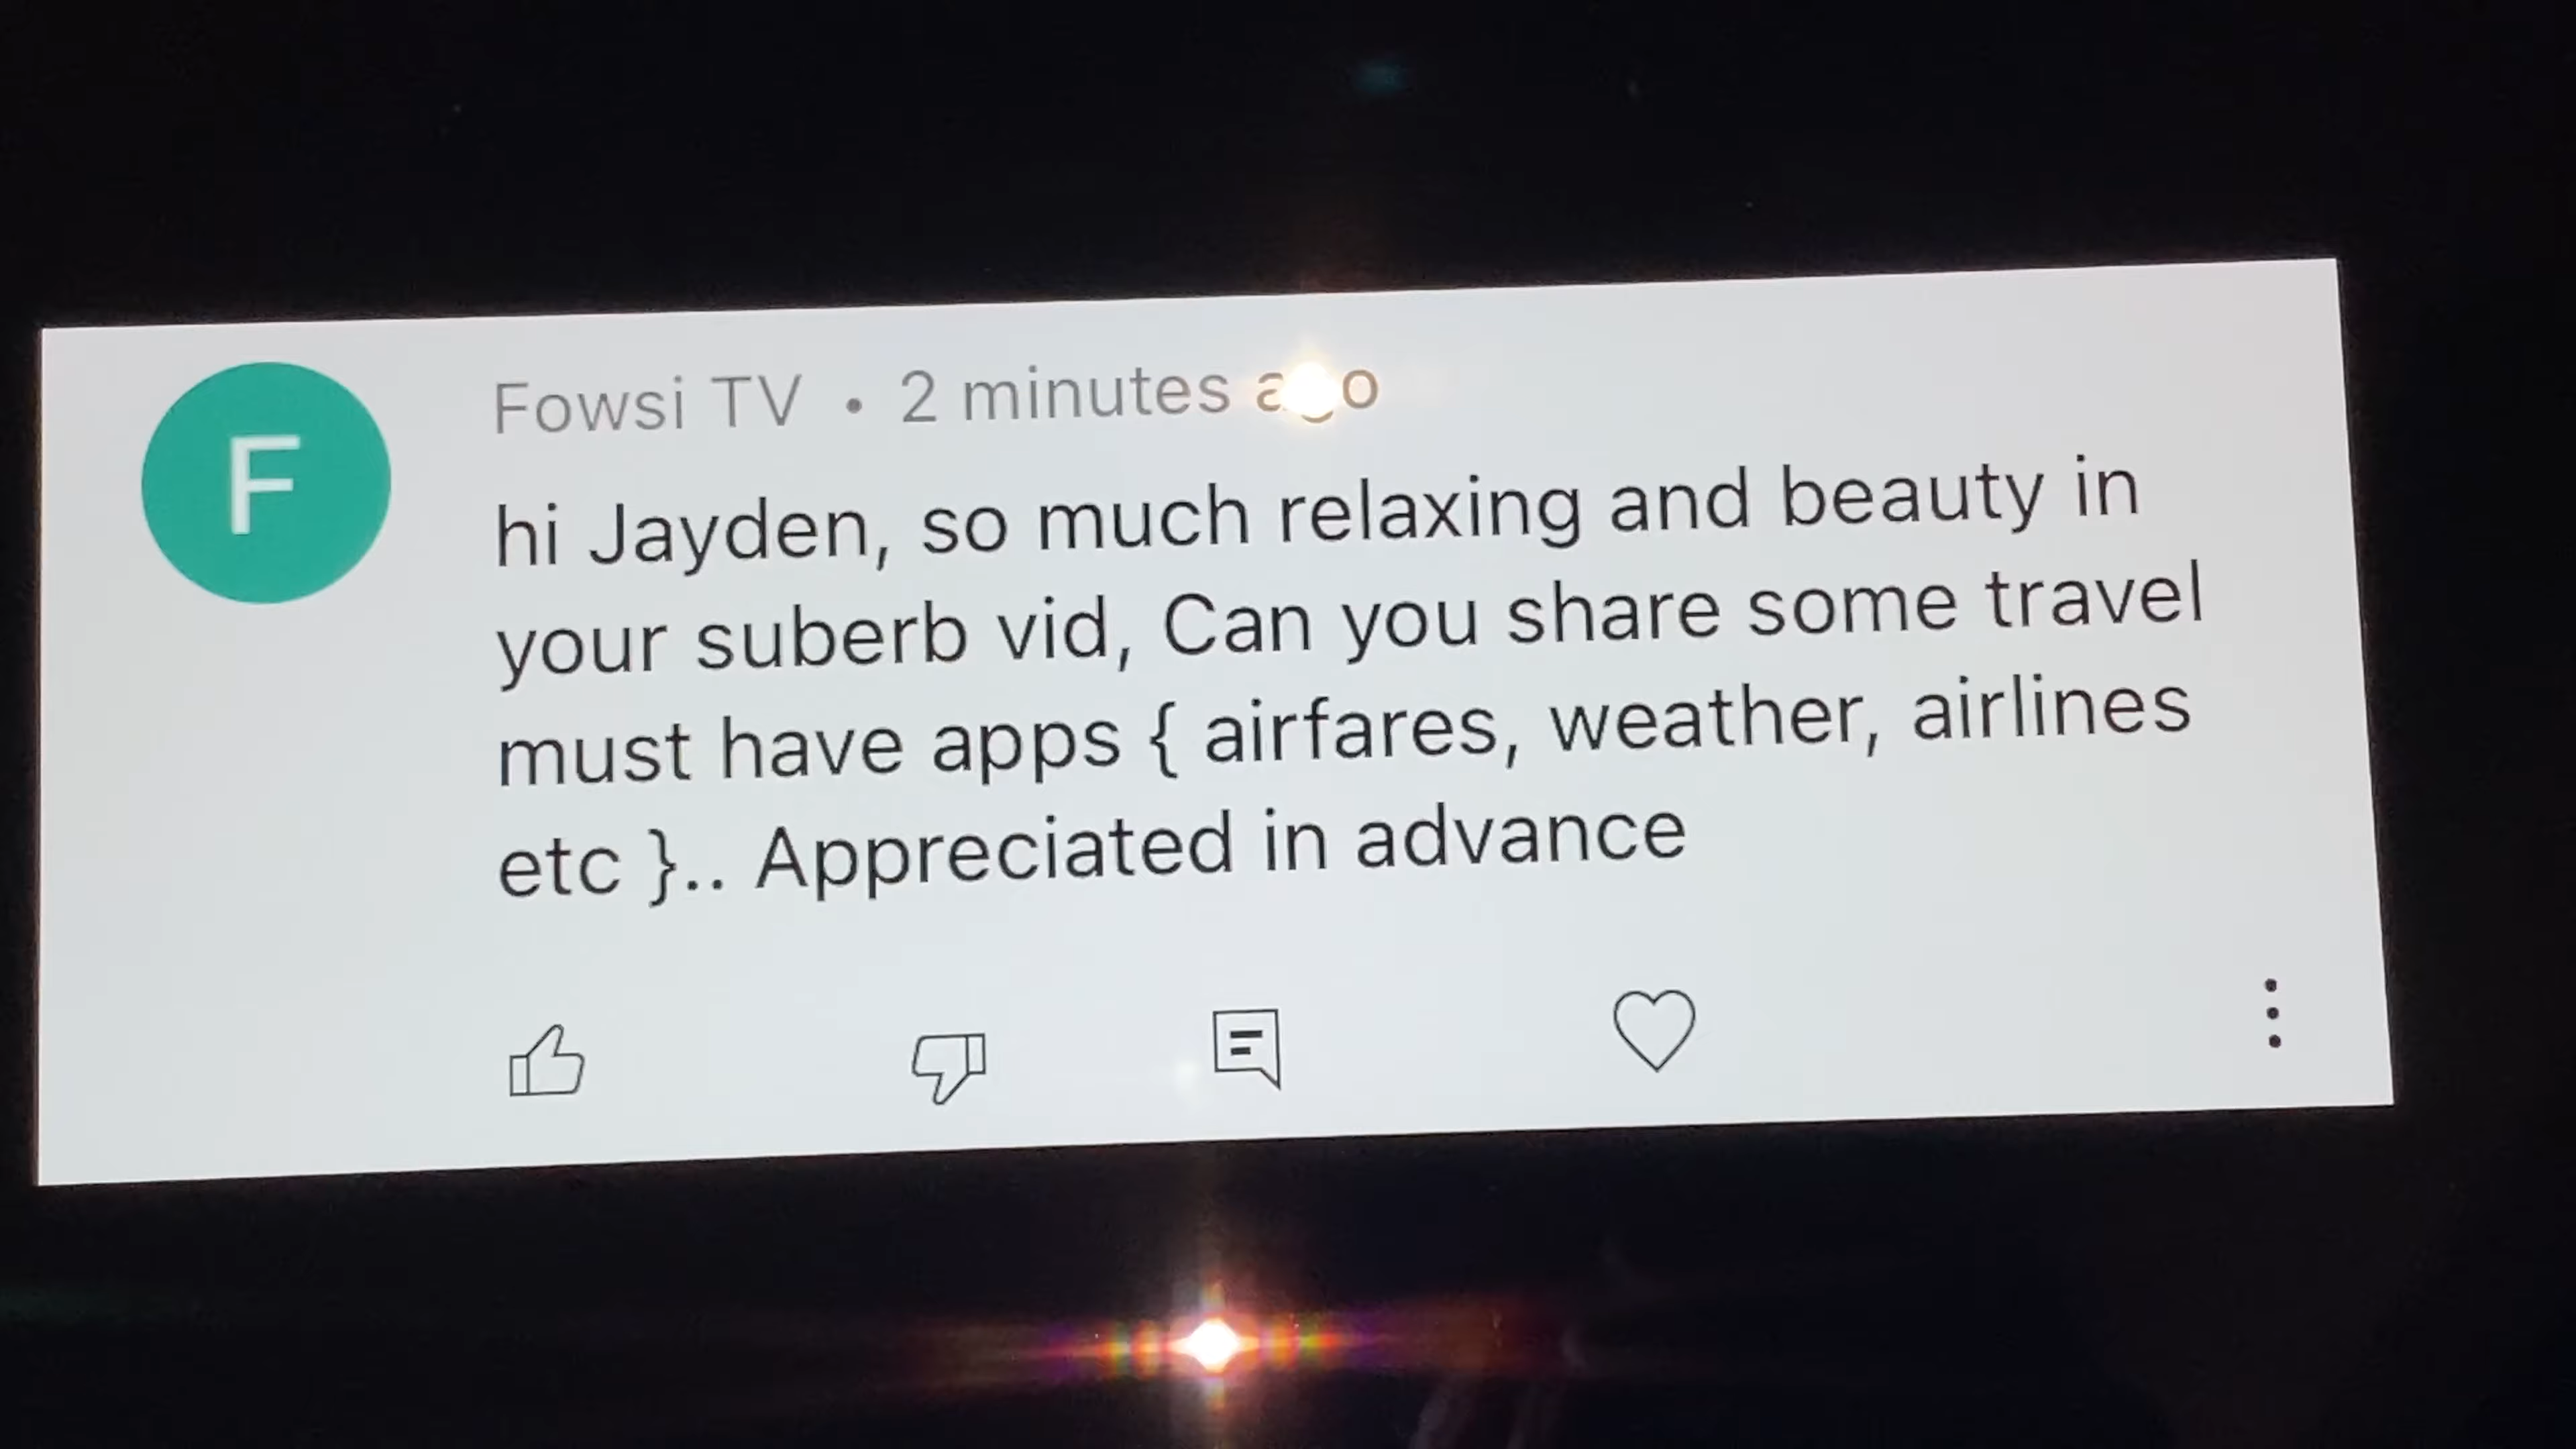 F
Fowsi TV • 2 minutes ago
hi Jayden, so much relaxing and beauty in
your suberb vid, Can you share some travel
must have apps { airfares, weather, airlines
etc }.. Appreciated in advance